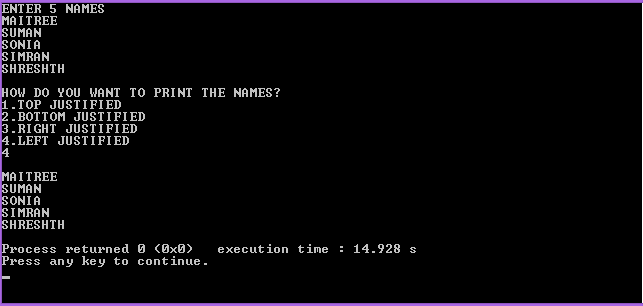 ENTER 5 NAMES
MAITREE
SUMAN
SONIA
SIMRAN
SHRESHTH
HOW DO YOU WANT TO PRINT THE NAMES?
1.TOP JUSTIFIED
2.BOTTOM JUSTIFIED
3.RIGHT JUSTIFIED
4.LEFT JUSTIFIED
4
MAITREE
SUMAN
SONIA
SIMRAN
SHRESHTH
Process returned 0 (0x0)   execution time : 14.928 s
Press any key to continue.